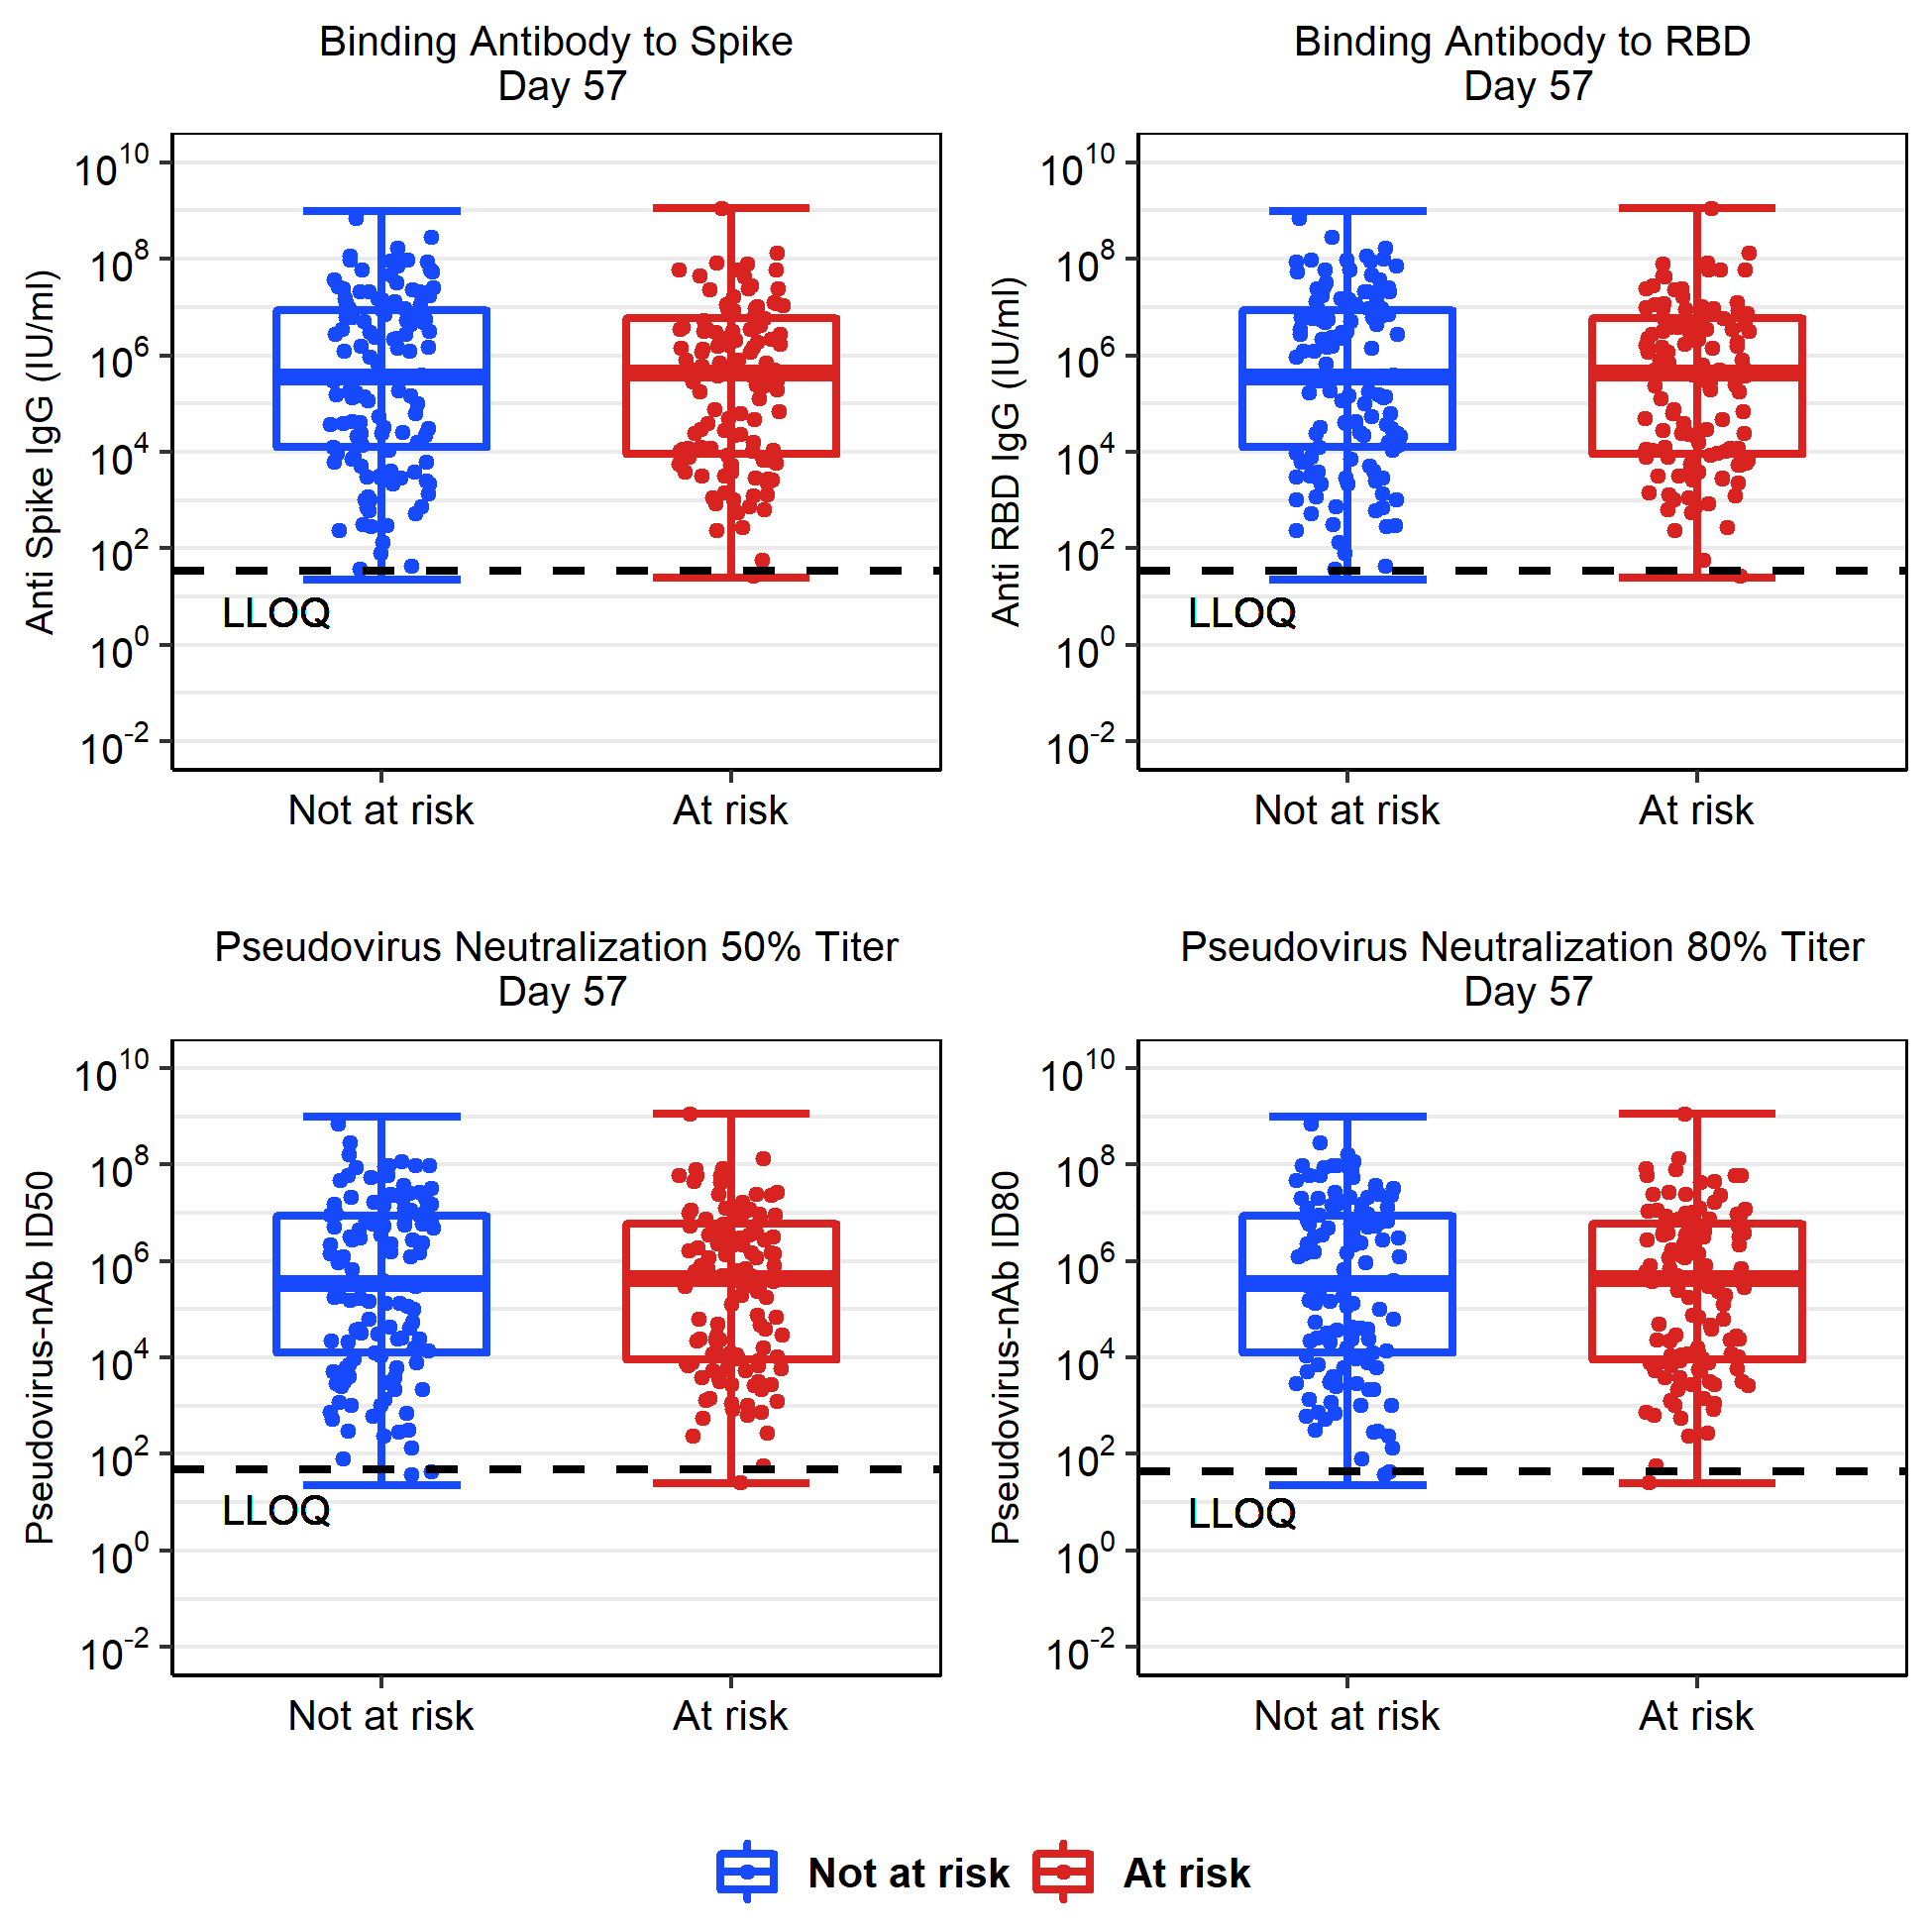 Binding Antibody to Spike
Day 57
Anti Spike IgG (IU/ml)
10^10
10^8
10^6
10^4
10^2
10^0
10^-2
LLOQ
Not at risk At risk
Binding Antibody to RBD
Day 57
Anti RBD IgG (IU/ml)
10^10
10^8
10^6
10^4
10^2
10^0
10^-2
LLOQ
Not at risk At risk
Pseudovirus Neutralization 50% Titer
Day 57
Pseudovirus-nAb ID50
10^10
10^8
10^6
10^4
10^2
10^0
10^-2
LLOQ
Not at risk At risk
Pseudovirus Neutralization 80% Titer
Day 57
Pseudovirus-nAb ID80
10^10
10^8
10^6
10^4
10^2
10^0
10^-2
LLOQ
Not at risk At risk
Not at risk At risk